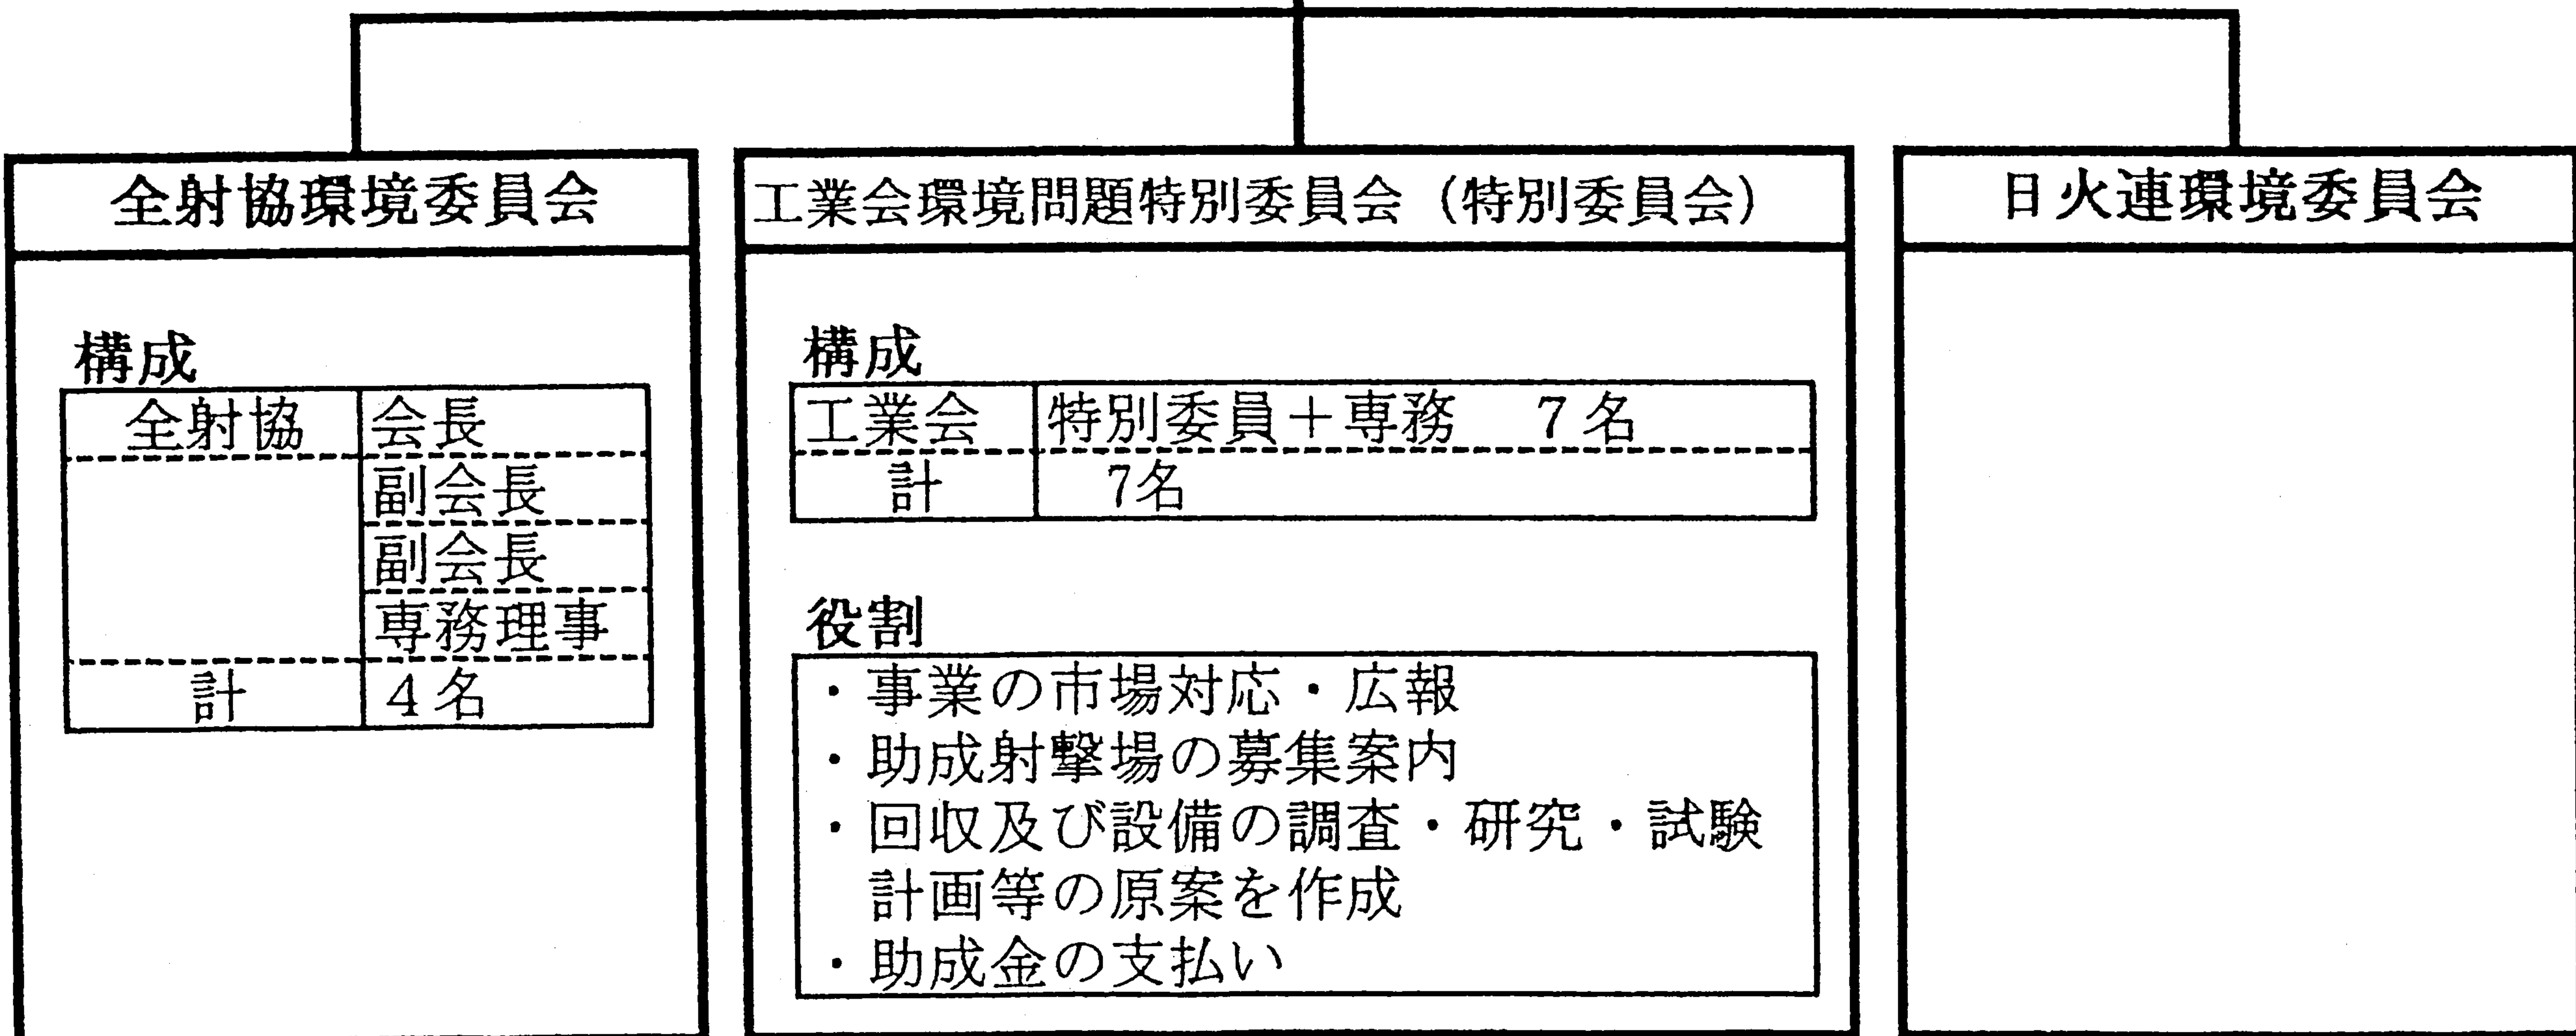 全射協環境委員会
構成
全射協 会長
副会長
副会長
専務理事
計 4名
工業会環境問題特別委員会（特別委員会）
構成
工業会 特別委員＋専務 7名
計 7名
役割
・事業の市場対応・広報
・助成射撃場の募集案内
・回収及び設備の調査・研究・試験
計画等の原案を作成
・助成金の支払い
日火連環境委員会